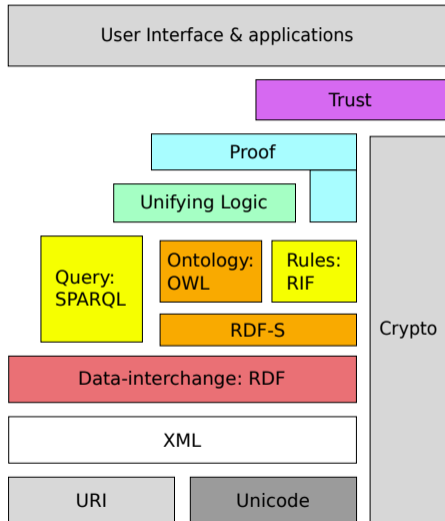 User Interface & applications
Trust
Proof
Unifying Logic
Query:
SPARQL
Ontology:
OWL
Rules:
RIF
RDF-S
Crypto
Data-interchange: RDF
XML
URI
Unicode